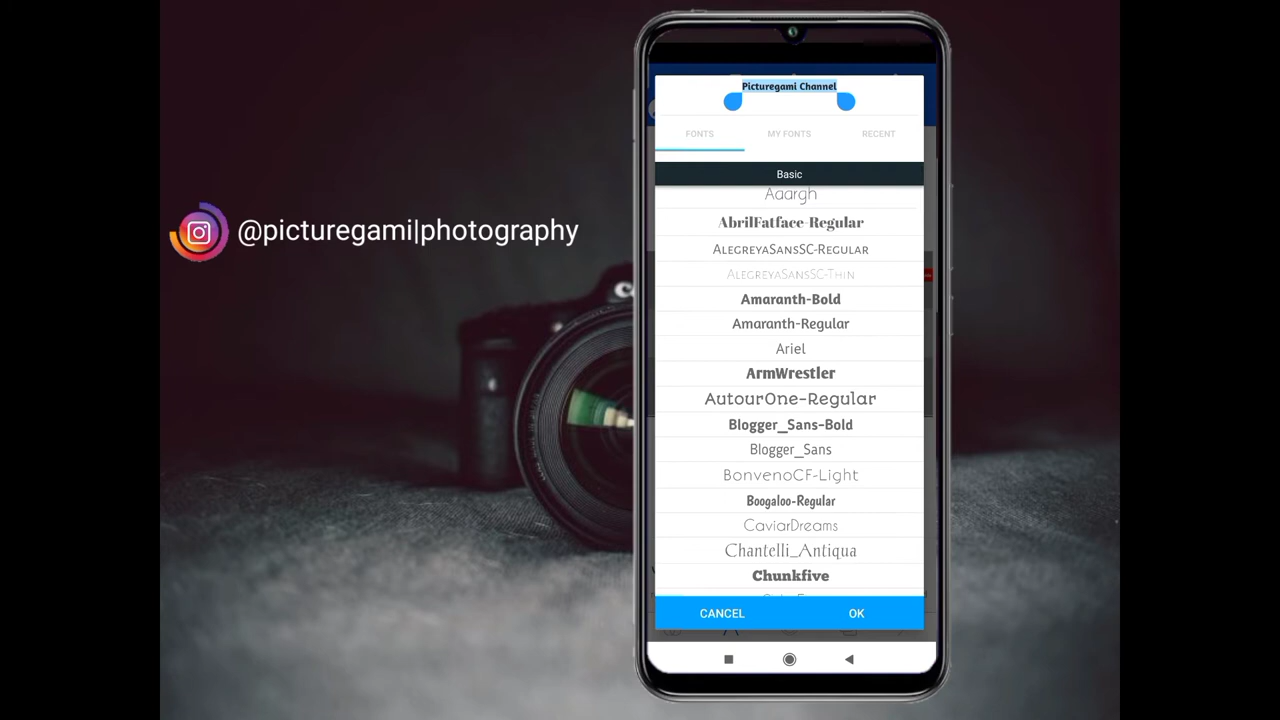 @picturegami|photography
Picturegami Channel
FONTS
MY FONTS
RECENT
Basic
Aaargh
AbrilFatface-Regular
AlegreyaSansSC-Regular
AlegreyaSansSC-Thin
Amaranth-Bold
Amaranth-Regular
Ariel
ArmWrestler
AutourOne-Regular
Blogger_Sans-Bold
Blogger_Sans
BonvenoCF-Light
Boogaloo-Regular
CaviarDreams
Chantelli_Antiqua
Chunkfive
CANCEL
OK